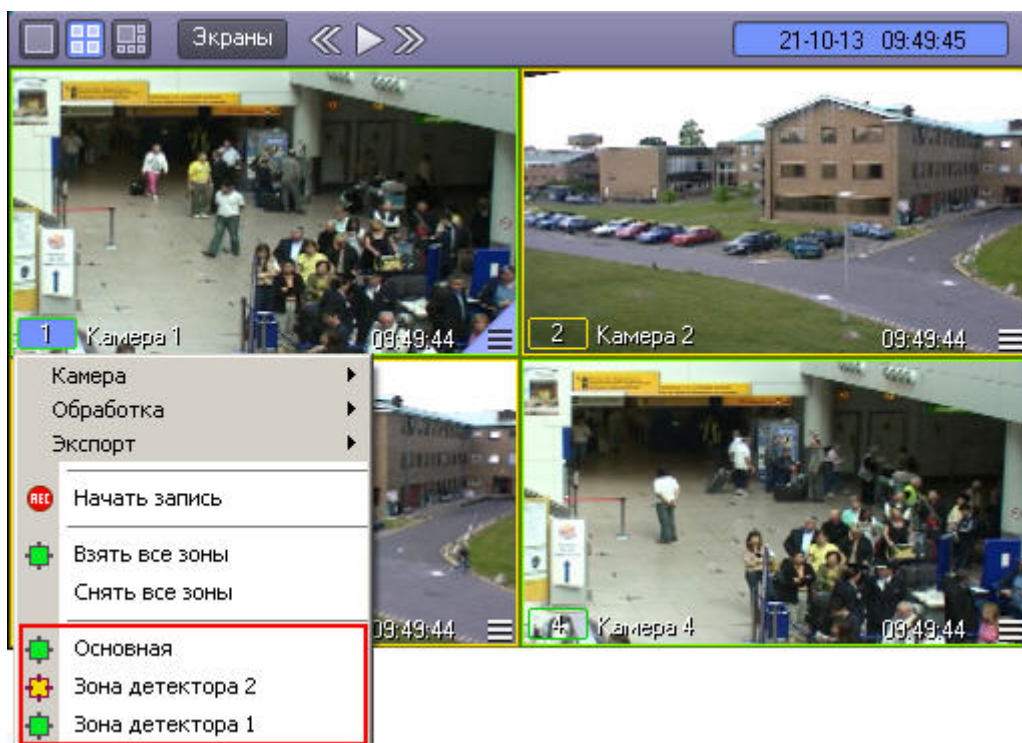 Экраны
21-10-13 09:49:45
1 Камера 1 09:49:44
2 Камера 2 09:49:44
Камера
Обработка
Экспорт
REC Начать запись
Взять все зоны
Снять все зоны
09:49:44
4 Камера 4 09:49:44
Основная
Зона детектора 2
Зона детектора 1